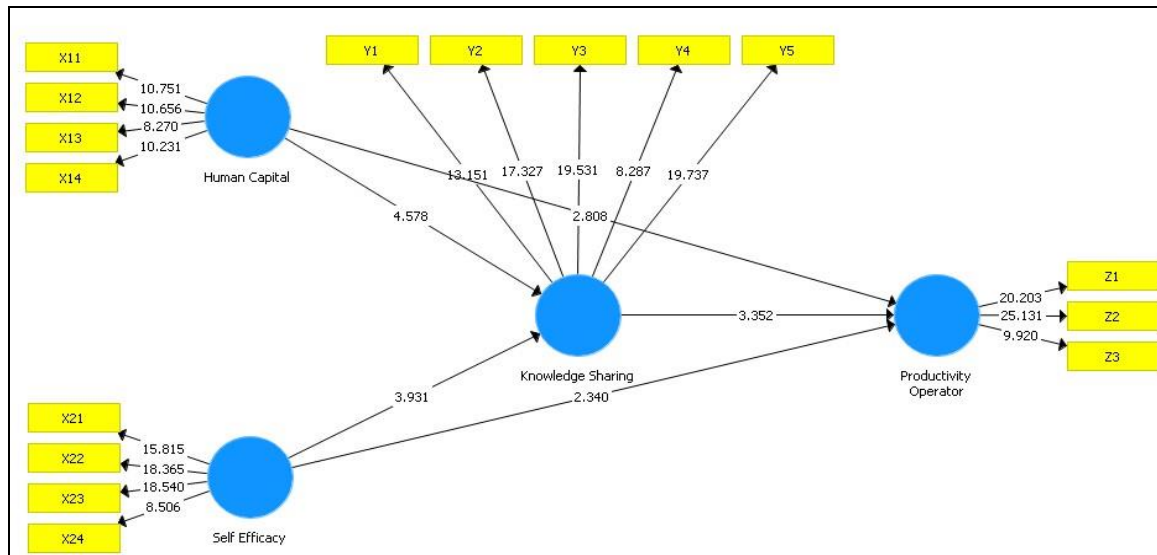 X11
X12
X13
X14
10.751
10.656
8.270
10.231
Human Capital
Y1
Y2
Y3
Y4
Y5
13.151
17.327
19.531
8.287
19.737
4.578
2.808
Knowledge Sharing
3.352
3.931
2.340
Productivity
Operator
20.203
25.131
9.920
Z1
Z2
Z3
X21
X22
X23
X24
15.815
18.365
18.540
8.506
Self Efficacy